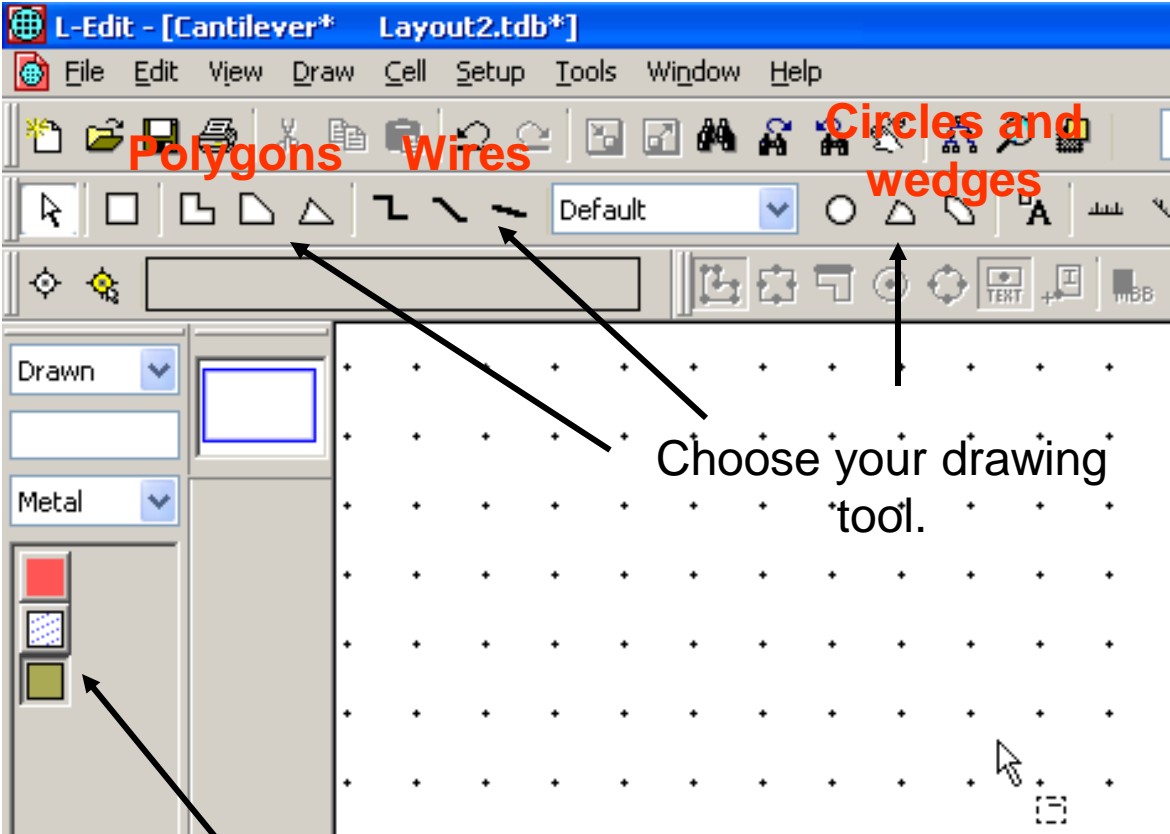 L-Edit - [Cantilever* Layout2.tdb*]
File Edit View Draw Cell Setup Tools Window Help
Polygons Wires Circles and
wedges
Default
A
TEXT
MBB
Drawn
Choose your drawing
tool.
Metal